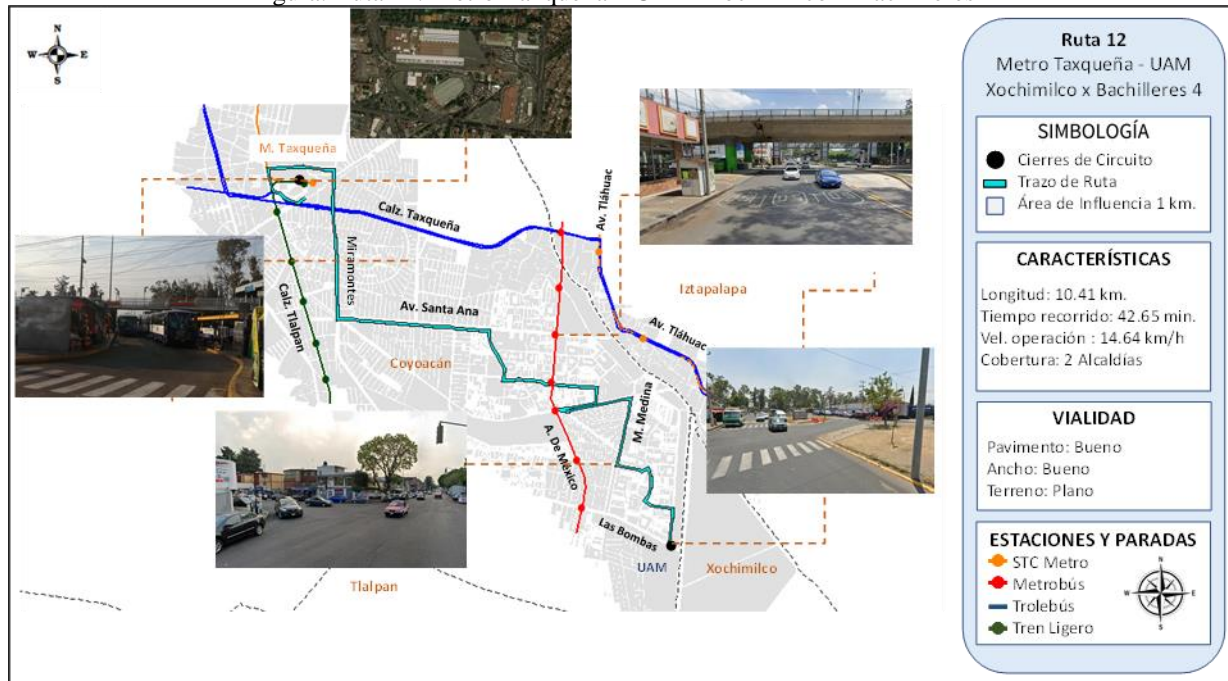 N
W E
S
M. Taxqueña
Calz. Taxqueña
Av. Tláhuac
Miramontes
Iztapalapa
Av. Santa Ana
Calz. Tlalpan
Av. Tláhuac
Coyoacán
M. Medina
A. De México
Las Bombas
UAM
Xochimilco
Tlalpan
Ruta 12
Metro Taxqueña - UAM
Xochimilco x Bachilleres 4
SIMBOLOGÍA
Cierres de Circuito
Trazo de Ruta
Área de Influencia 1 km.
CARACTERÍSTICAS
Longitud: 10.41 km.
Tiempo recorrido: 42.65 min.
Vel. operación : 14.64 km/h
Cobertura: 2 Alcaldías
VIALIDAD
Pavimento: Bueno
Ancho: Bueno
Terreno: Plano
ESTACIONES Y PARADAS
STC Metro
Metrobús
Trolebús
Tren Ligero
N
W E
S